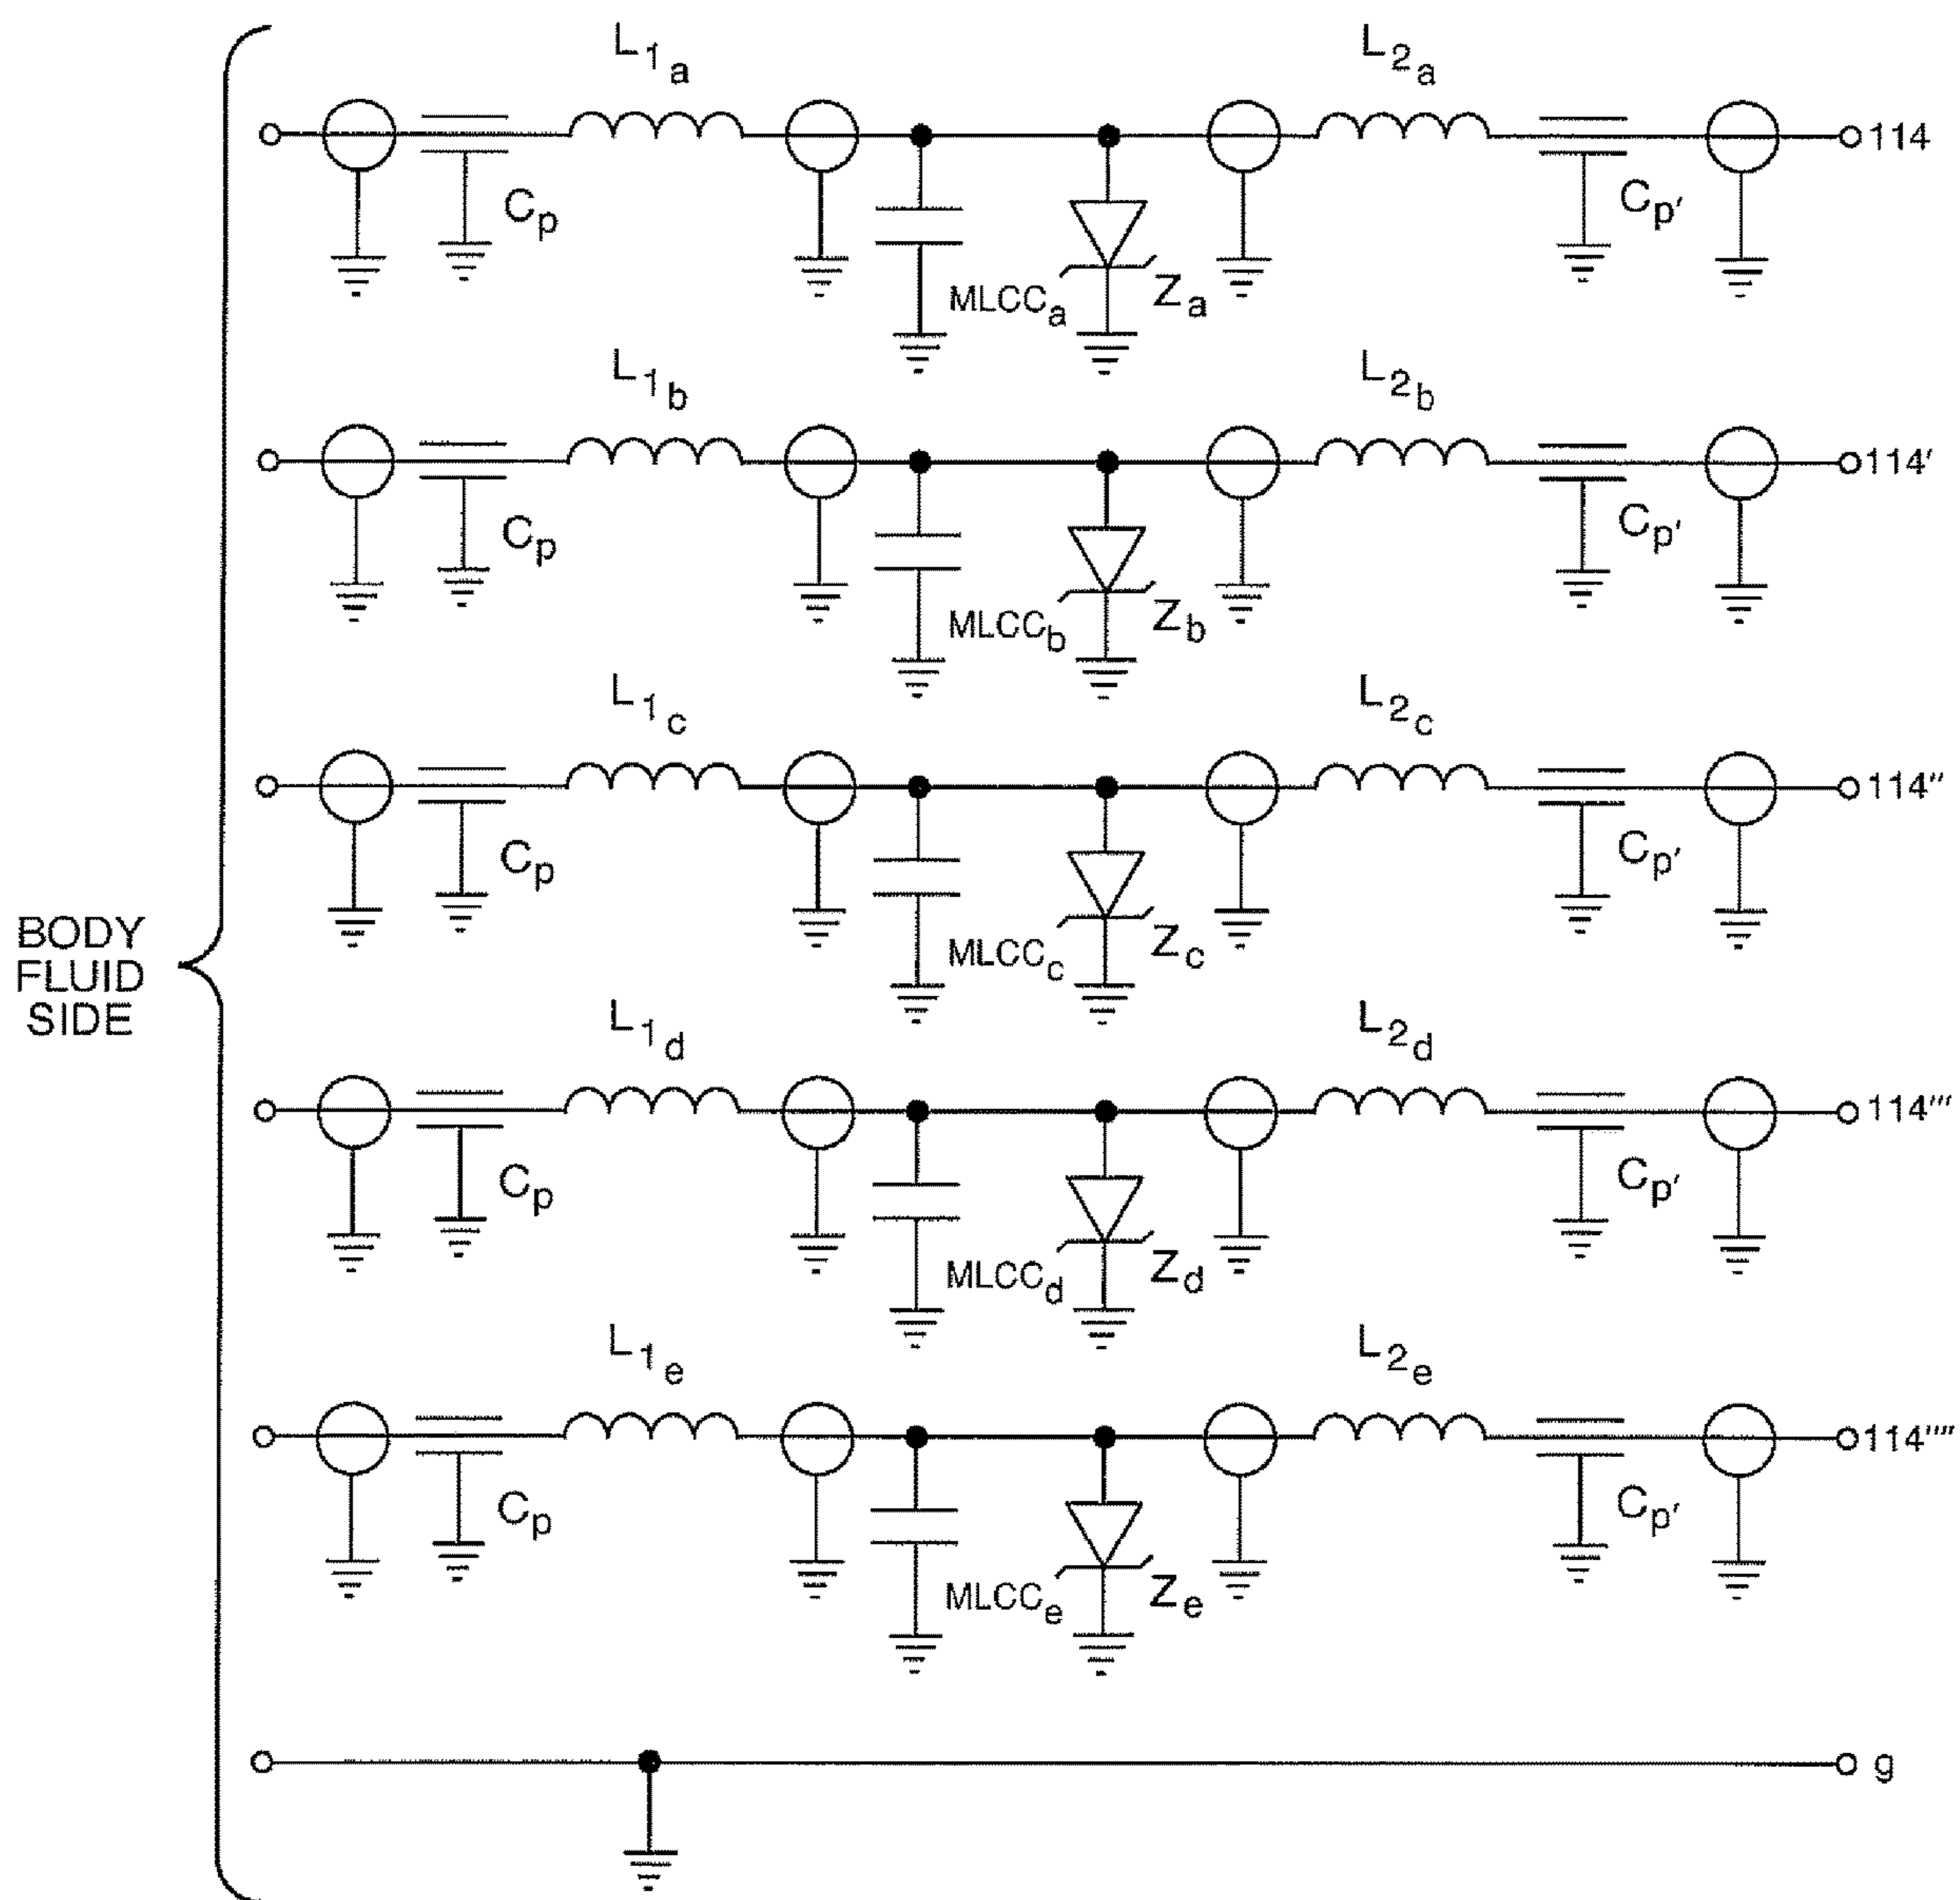 L1a L2a
114
Cp Cp'
MLCCa Za
L1b L2b
114'
Cp Cp'
MLCCb Zb
L1c L2c
114''
Cp Cp'
BODY
FLUID
SIDE
MLCCc Zc
L1d L2d
114'''
Cp Cp'
MLCCd Zd
L1e L2e
114''''
Cp Cp'
MLCCe Ze
g